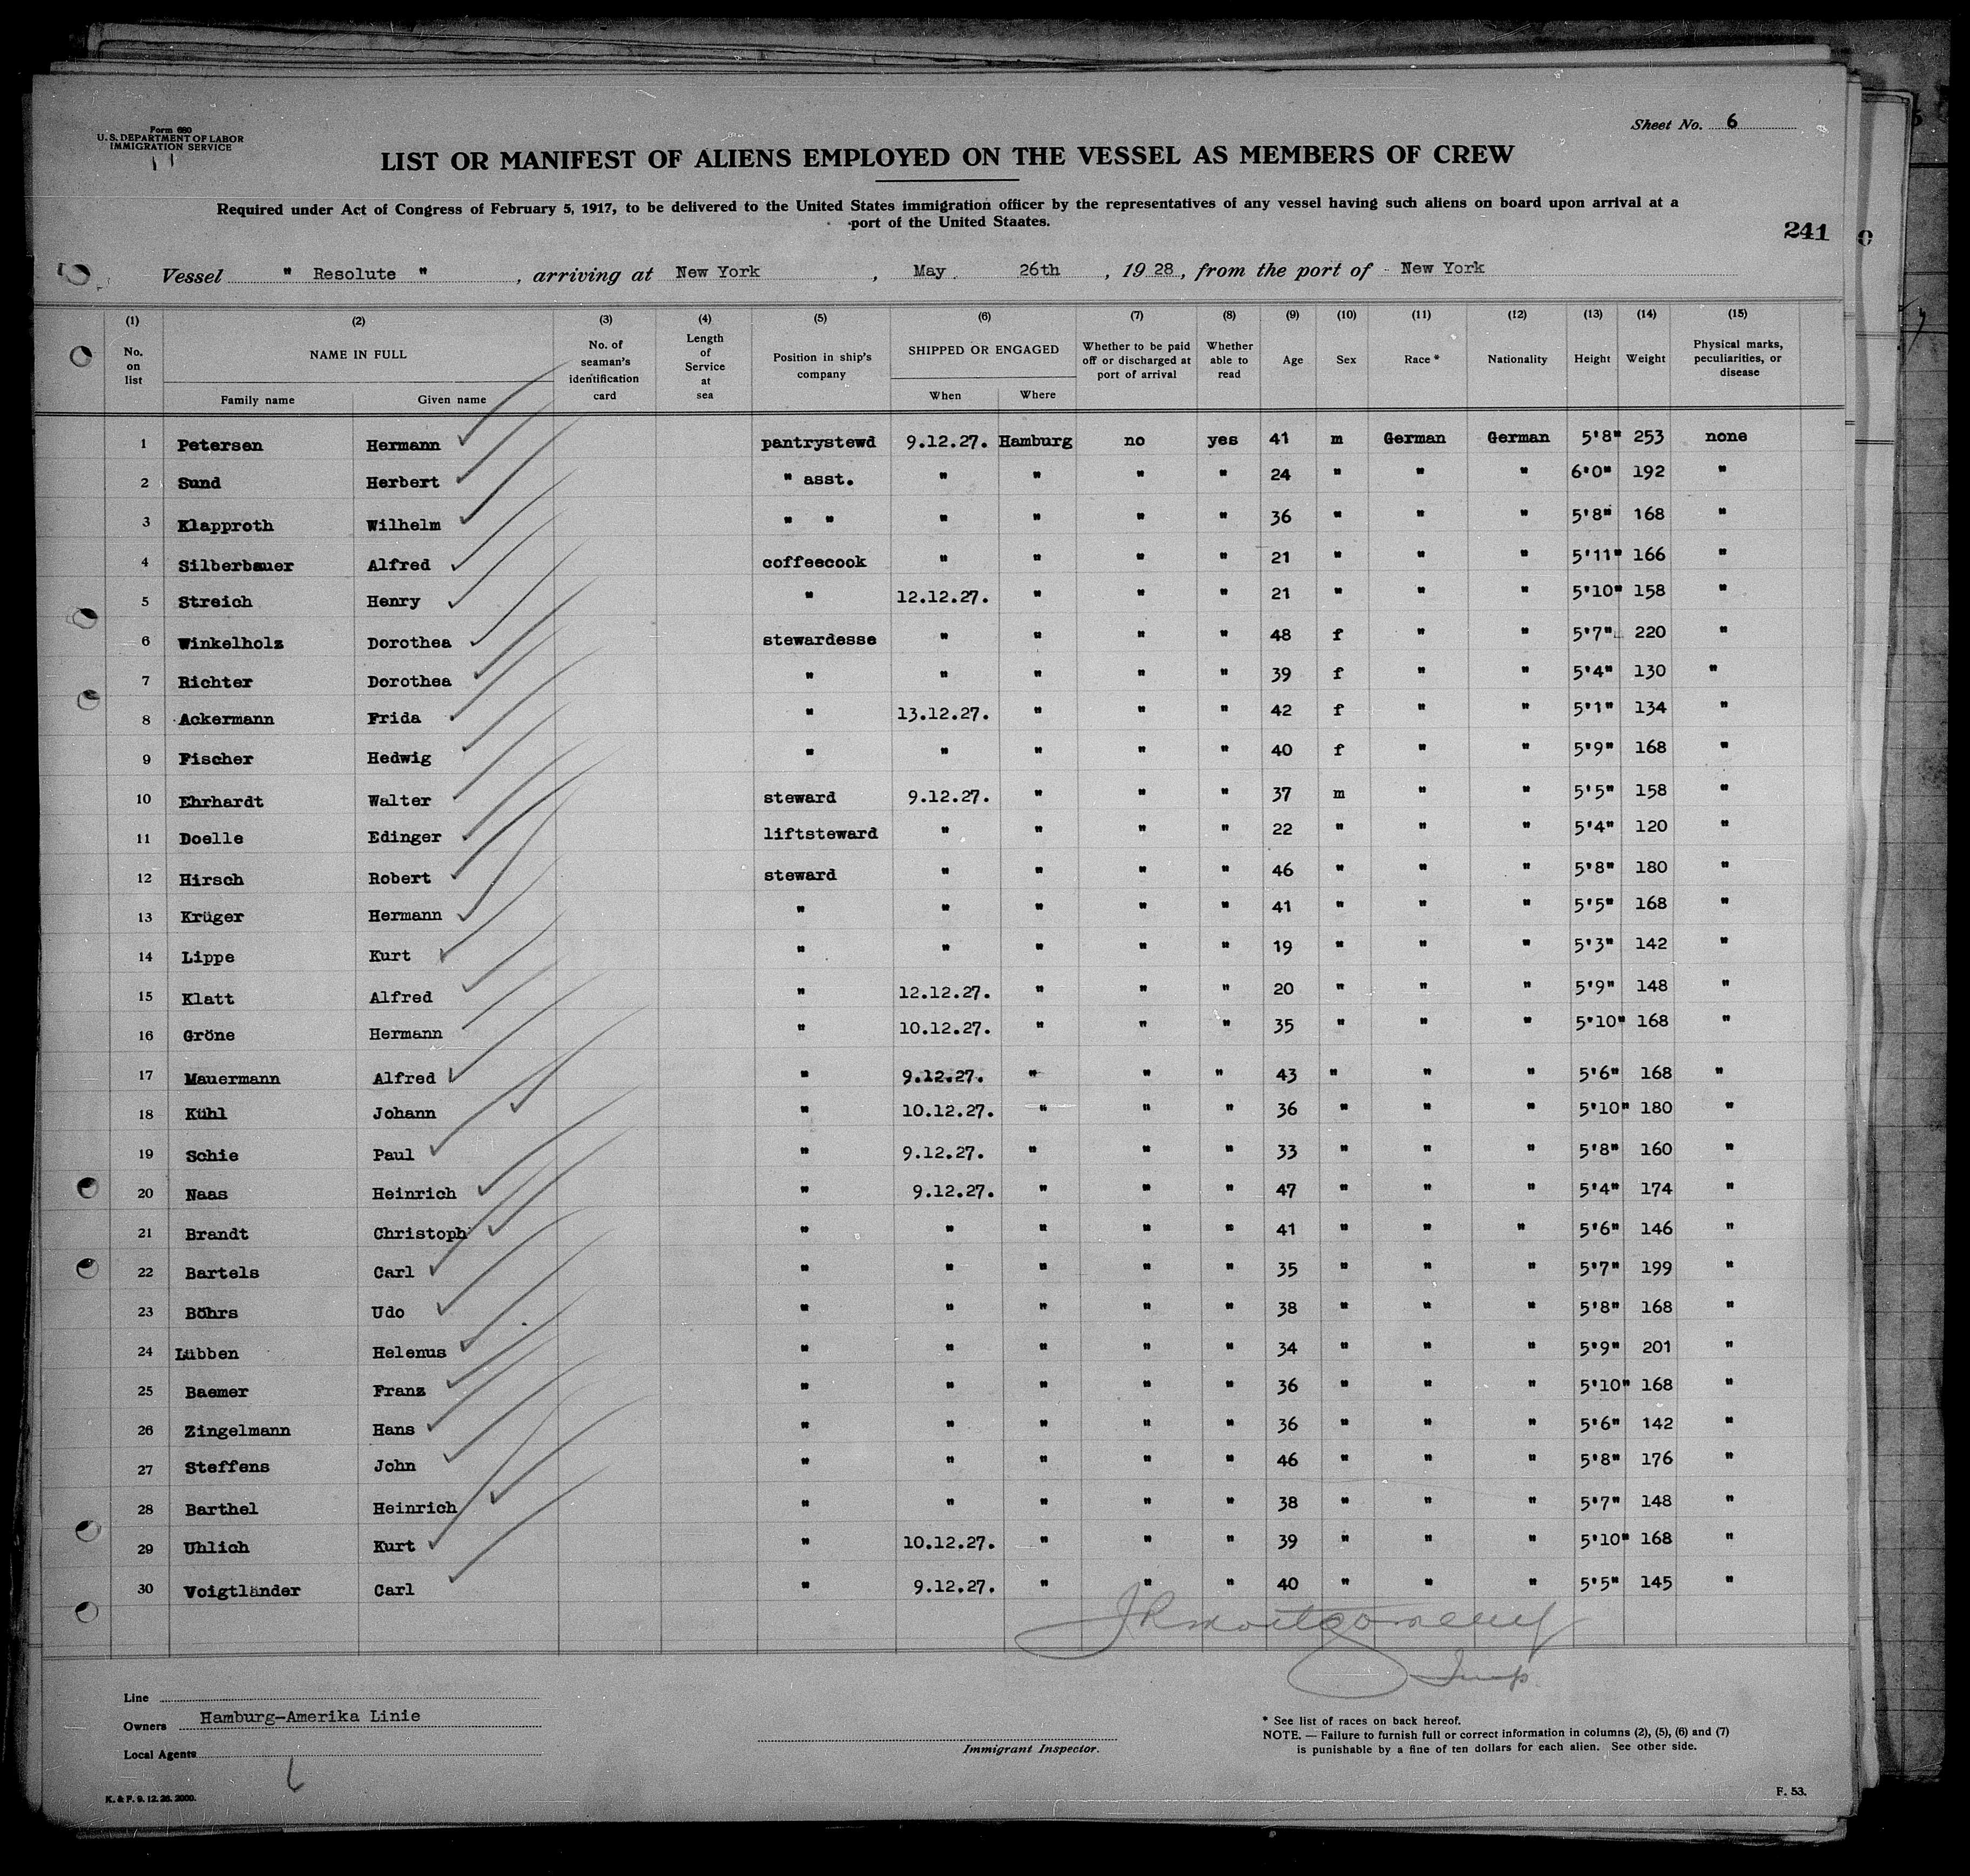 Form 680
U. S. DEPARTMENT OF LABOR
IMMIGRATION SERVICE
Sheet No. 6
LIST OR MANIFEST OF ALIENS EMPLOYED ON THE VESSEL AS MEMBERS OF CREW
Required under Act of Congress of February 5, 1917, to be delivered to the United States immigration officer by the representatives of any vessel having such aliens on board upon arrival at a
port of the United Staates.
241
Vessel " Resolute " , arriving at New York , May 26th , 1928, from the port of New York
(1) (2) (3) (4) (5) (6) (7) (8) (9) (10) (11) (12) (13) (14) (15)
No. on list NAME IN FULL Family name Given name No. of seaman's identification card Length of Service at sea Position in ship's company SHIPPED OR ENGAGED When Where Whether to be paid off or discharged at port of arrival Whether able to read Age Sex Race * Nationality Height Weight Physical marks, peculiarities, or disease
1 Petersen Hermann pantrystewd 9.12.27. Hamburg no yes 41 m German German 5'8" 253 none
2 Sund Herbert " asst. " " " " 24 " " " 6'0" 192 "
3 Klapproth Wilhelm " " " " " " 36 " " " 5'8" 168 "
4 Silberbauer Alfred coffeecook " " " " 21 " " " 5'11" 166 "
5 Streich Henry " 12.12.27. " " " 21 " " " 5'10" 158 "
6 Winkelholz Dorothea stewardesse " " " " 48 f " " 5'7" 220 "
7 Richter Dorothea " " " " " 39 f " " 5'4" 130 "
8 Ackermann Frida " 13.12.27. " " " 42 f " " 5'1" 134 "
9 Fischer Hedwig " " " " " 40 f " " 5'9" 168 "
10 Ehrhardt Walter steward 9.12.27. " " " 37 m " " 5'5" 158 "
11 Doelle Edinger liftsteward " " " " 22 " " " 5'4" 120 "
12 Hirsch Robert steward " " " " 46 " " " 5'8" 180 "
13 Krüger Hermann " " " " " 41 " " " 5'5" 168 "
14 Lippe Kurt " " " " " 19 " " " 5'3" 142 "
15 Klatt Alfred " 12.12.27. " " " 20 " " " 5'9" 148 "
16 Gröne Hermann " 10.12.27. " " " 35 " " " 5'10" 168 "
17 Mauermann Alfred " 9.12.27. " " " 43 " " " 5'6" 168 "
18 Kühl Johann " 10.12.27. " " " 36 " " " 5'10" 180 "
19 Schie Paul " 9.12.27. " " " 33 " " " 5'8" 160 "
20 Naas Heinrich " 9.12.27. " " " 47 " " " 5'4" 174 "
21 Brandt Christoph " " " " " 41 " " " 5'6" 146 "
22 Bartels Carl " " " " " 35 " " " 5'7" 199 "
23 Böhrs Udo " " " " " 38 " " " 5'8" 168 "
24 Lübben Helenus " " " " " 34 " " " 5'9" 201 "
25 Baemer Franz " " " " " 36 " " " 5'10" 168 "
26 Zingelmann Hans " " " " " 36 " " " 5'6" 142 "
27 Steffens John " " " " " 46 " " " 5'8" 176 "
28 Barthel Heinrich " " " " " 38 " " " 5'7" 148 "
29 Uhlich Kurt " 10.12.27. " " " 39 " " " 5'10" 168 "
30 Voigtländer Carl " 9.12.27. " " " 40 " " " 5'5" 145 "
JRMontgomery
Insp.
Line
Owners Hamburg-Amerika Linie
Local Agents
Immigrant Inspector.
* See list of races on back hereof.
NOTE. — Failure to furnish full or correct information in columns (2), (5), (6) and (7)
is punishable by a fine of ten dollars for each alien. See other side.
K. & F. 9. 12. 26. 2000.
F. 53.